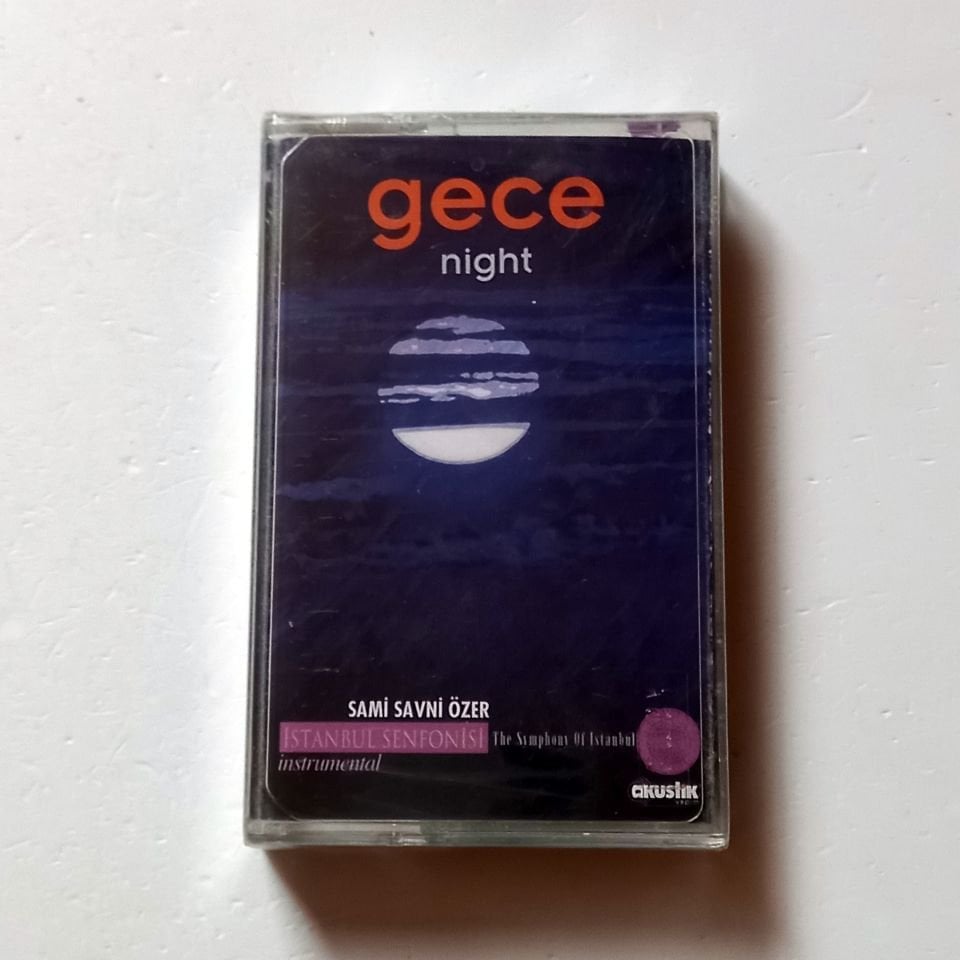 gece
night
SAMİ SAVNİ ÖZER
İSTANBUL SENFONİSİ The Symphony Of Istanbul
instrumental
akustik